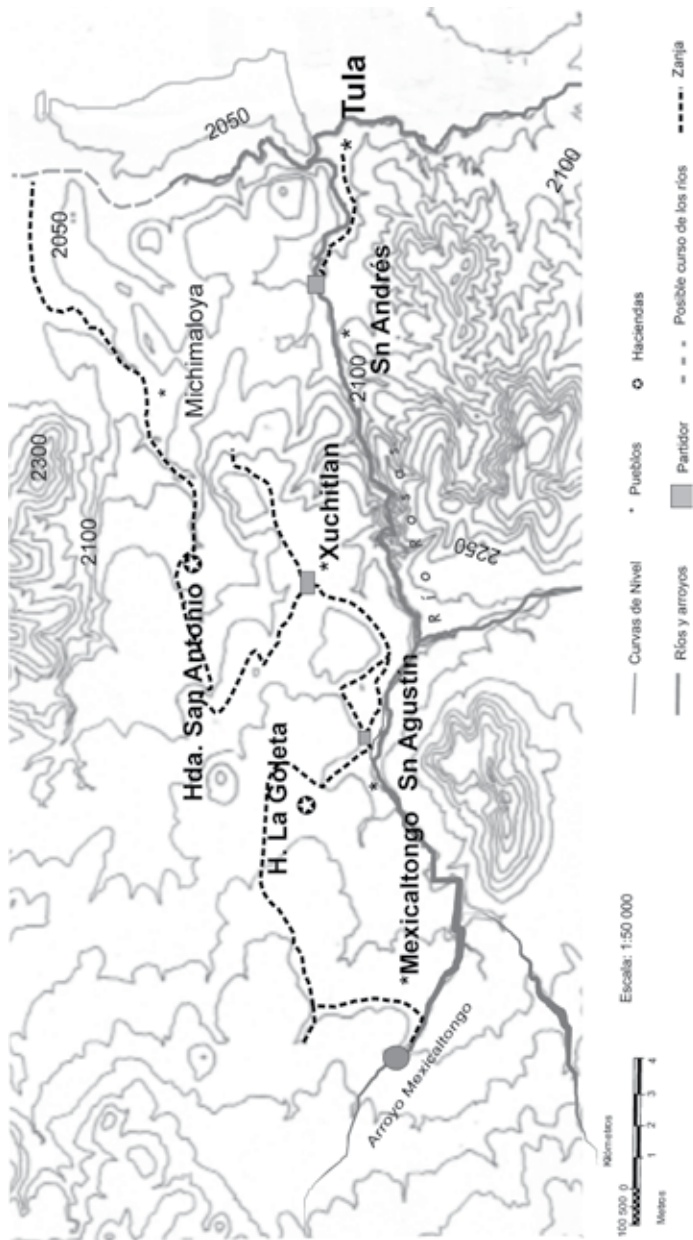 2300
2050
2100
Hda. San Antonio
Michimaloya
2050
H. La Goleta
Xuchitlan
Tula
2100
Sn Andrés
Mexicaltongo
Sn Agustín
Arroyo Mexicaltongo
Río Rosas
2250
2100
Escala: 1:50 000
100 500 0
1 2 3 4
Metros
Kilómetros
Curvas de Nivel
Pueblos
Haciendas
Ríos y arroyos
Partidor
Posible curso de los ríos
Zanja